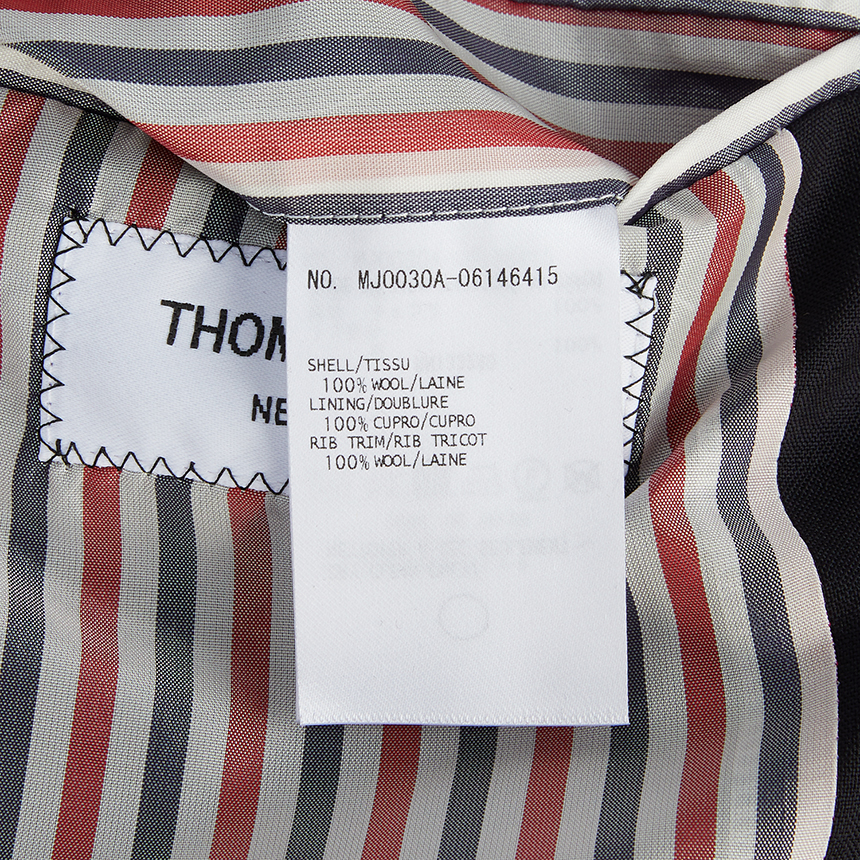 NO. MJ0030A-06146415
THOM
NE
SHELL/TISSU
100% WOOL/LAINE
LINING/DOUBLURE
100% CUPRO/CUPRO
RIB TRIM/RIB TRICOT
100% WOOL/LAINE